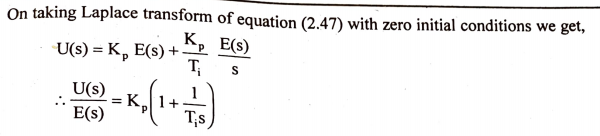 On taking Laplace transform of equation (2.47) with zero initial conditions we get,
U(s) = K_p E(s) + \frac{K_p}{T_i} \frac{E(s)}{s}
∴ \frac{U(s)}{E(s)} = K_p \left( 1 + \frac{1}{T_i s} \right)